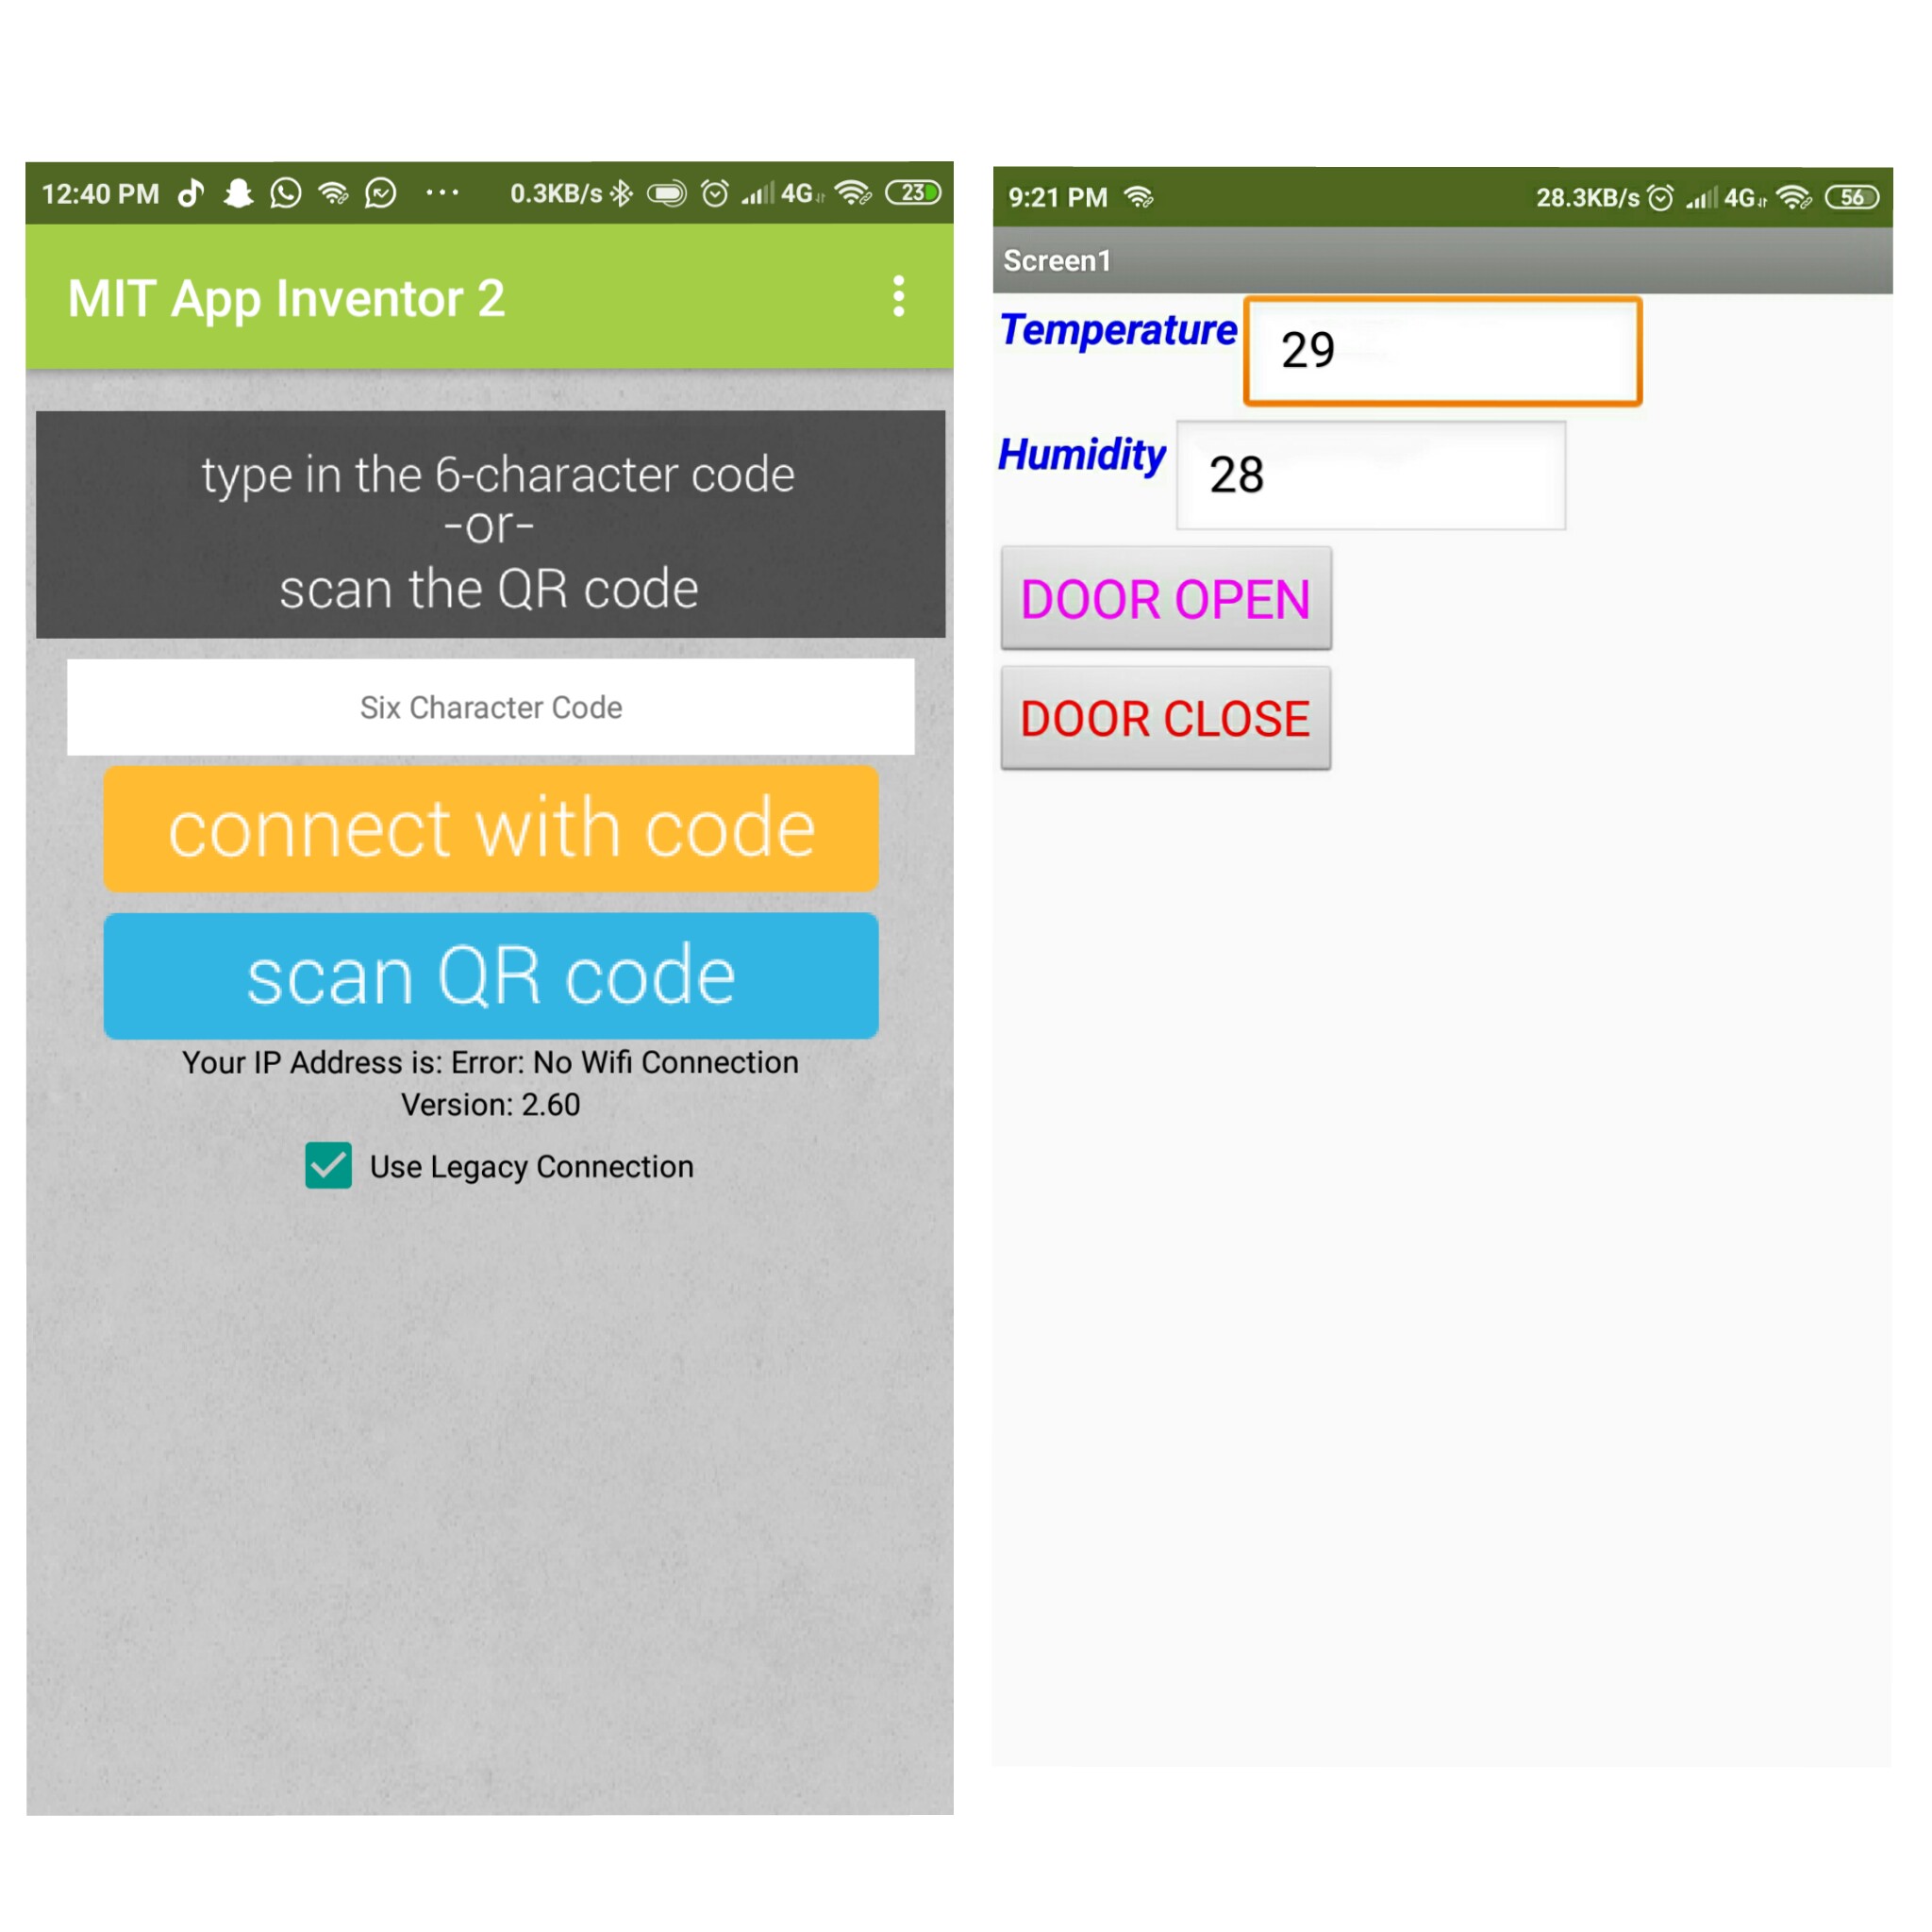 12:40 PM ... 0.3KB/s 4G 23
MIT App Inventor 2
type in the 6-character code
-or-
scan the QR code
Six Character Code
connect with code
scan QR code
Your IP Address is: Error: No Wifi Connection
Version: 2.60
Use Legacy Connection
9:21 PM 28.3KB/s 4G 56
Screen1
Temperature 29
Humidity 28
DOOR OPEN
DOOR CLOSE